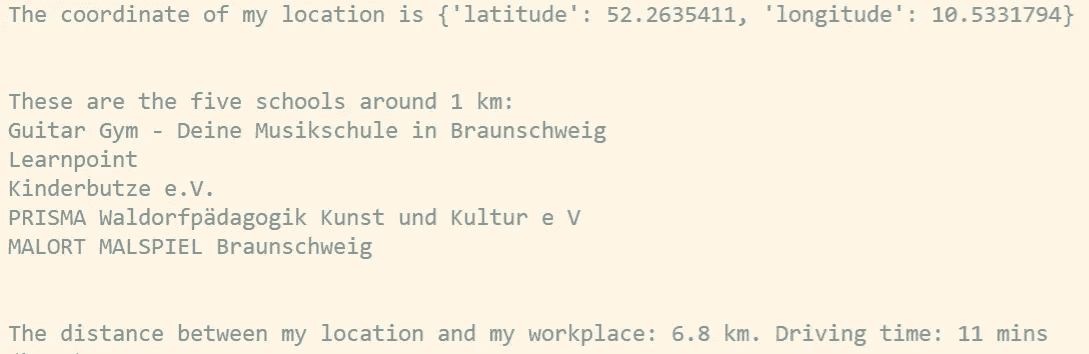 The coordinate of my location is {'latitude': 52.2635411, 'longitude': 10.5331794}
These are the five schools around 1 km:
Guitar Gym - Deine Musikschule in Braunschweig
Learnpoint
Kinderbutze e.V.
PRISMA Waldorfpädagogik Kunst und Kultur e V
MALORT MALSPIEL Braunschweig
The distance between my location and my workplace: 6.8 km. Driving time: 11 mins